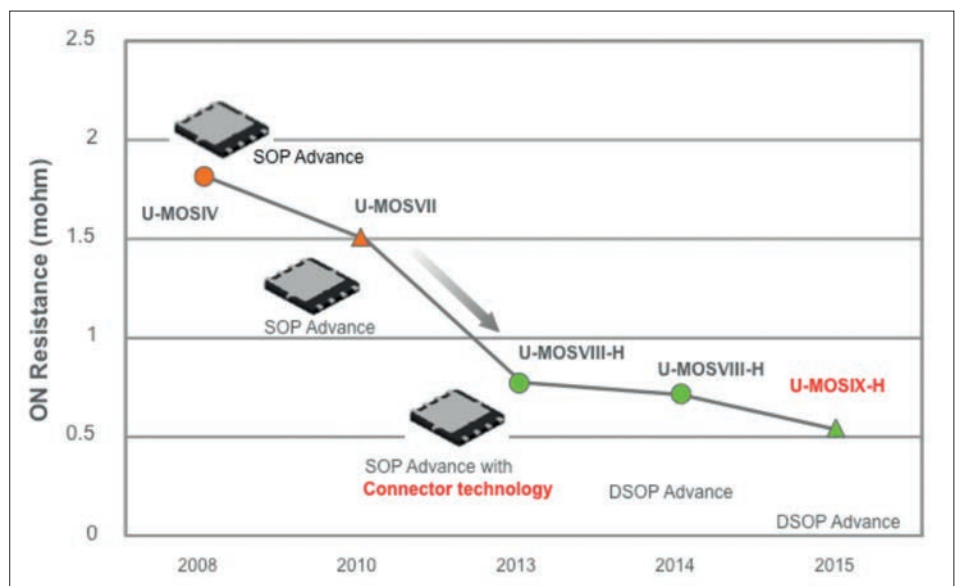 2.5
2
1.5
1
0.5
0
ON Resistance (mohm)
SOP Advance
U-MOSIV
U-MOSVII
SOP Advance
U-MOSVIII-H
U-MOSVIII-H
U-MOSIX-H
SOP Advance with
Connector technology
DSOP Advance
DSOP Advance
2008
2010
2013
2014
2015